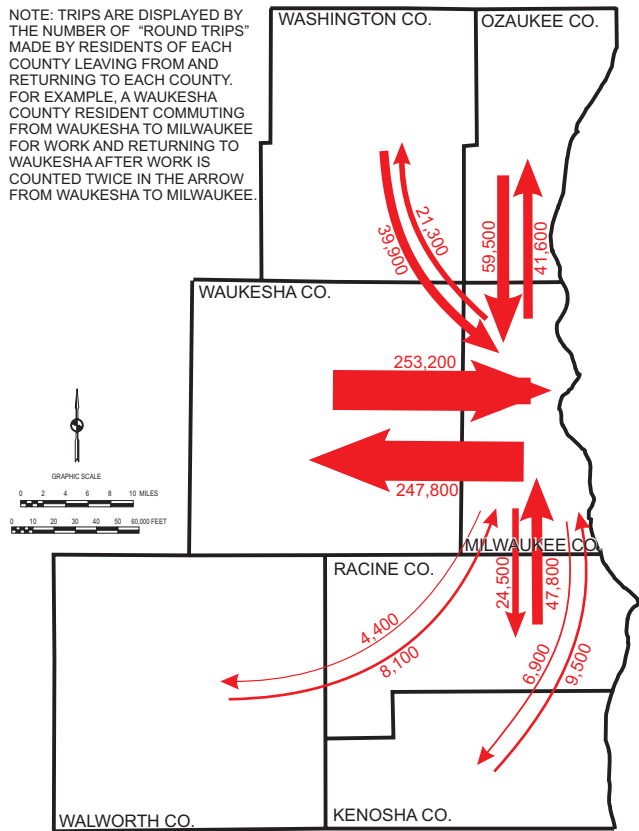 NOTE: TRIPS ARE DISPLAYED BY
THE NUMBER OF “ROUND TRIPS”
MADE BY RESIDENTS OF EACH
COUNTY LEAVING FROM AND
RETURNING TO EACH COUNTY.
FOR EXAMPLE, A WAUKESHA
COUNTY RESIDENT COMMUTING
FROM WAUKESHA TO MILWAUKEE
FOR WORK AND RETURNING TO
WAUKESHA AFTER WORK IS
COUNTED TWICE IN THE ARROW
FROM WAUKESHA TO MILWAUKEE.
WASHINGTON CO.
OZAUKEE CO.
21,300
39,900
59,500
41,600
WAUKESHA CO.
253,200
247,800
GRAPHIC SCALE
0 2 4 6 8 10 MILES
0 10 20 30 40 50 60,000 FEET
MILWAUKEE CO.
RACINE CO.
24,500
47,800
4,400
8,100
6,900
9,500
WALWORTH CO.
KENOSHA CO.